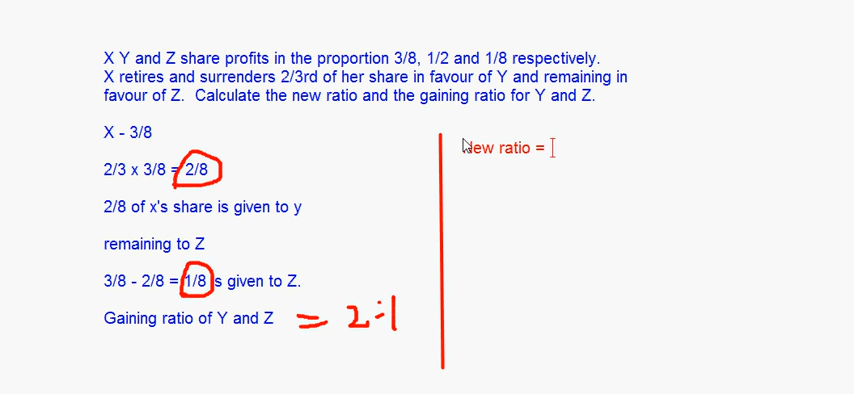 X Y and Z share profits in the proportion 3/8, 1/2 and 1/8 respectively.
X retires and surrenders 2/3rd of her share in favour of Y and remaining in
favour of Z. Calculate the new ratio and the gaining ratio for Y and Z.
X - 3/8
2/3 x 3/8 = 2/8
2/8 of x's share is given to y
remaining to Z
3/8 - 2/8 = 1/8 s given to Z.
Gaining ratio of Y and Z = 2:1
New ratio =